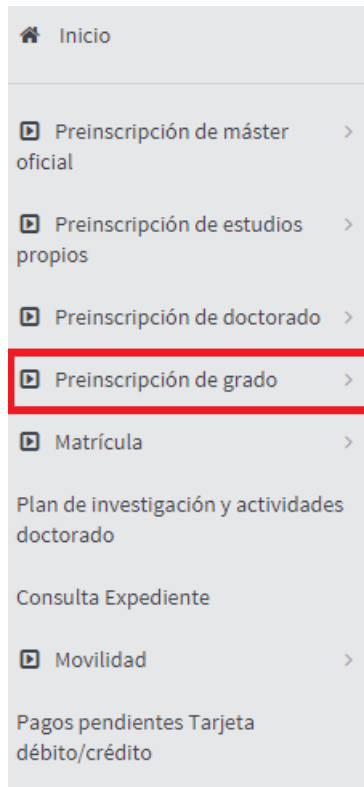 Inicio
Preinscripción de máster
oficial
Preinscripción de estudios
propios
Preinscripción de doctorado
Preinscripción de grado
Matrícula
Plan de investigación y actividades
doctorado
Consulta Expediente
Movilidad
Pagos pendientes Tarjeta
débito/crédito